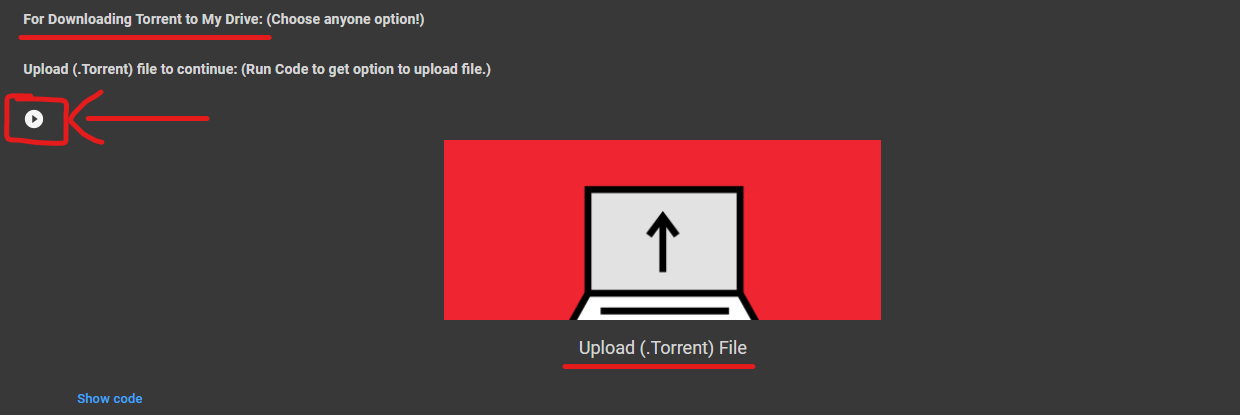 For Downloading Torrent to My Drive: (Choose anyone option!)
Upload (.Torrent) file to continue: (Run Code to get option to upload file.)
Upload (.Torrent) File
Show code